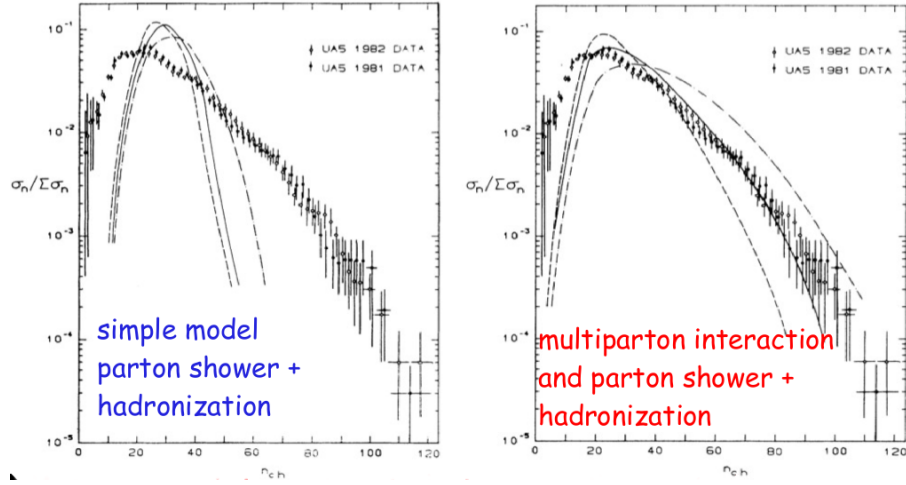 10⁻¹
10⁻²
10⁻³
10⁻⁴
10⁻⁵
σn/Σσn
UA5 1982 DATA
UA5 1981 DATA
simple model
parton shower +
hadronization
0 20 40 60 80 100 120
nch
10⁻¹
10⁻²
10⁻³
10⁻⁴
10⁻⁵
σn/Σσn
UA5 1982 DATA
UA5 1981 DATA
multiparton interaction
and parton shower +
hadronization
0 20 40 60 80 100 120
nch